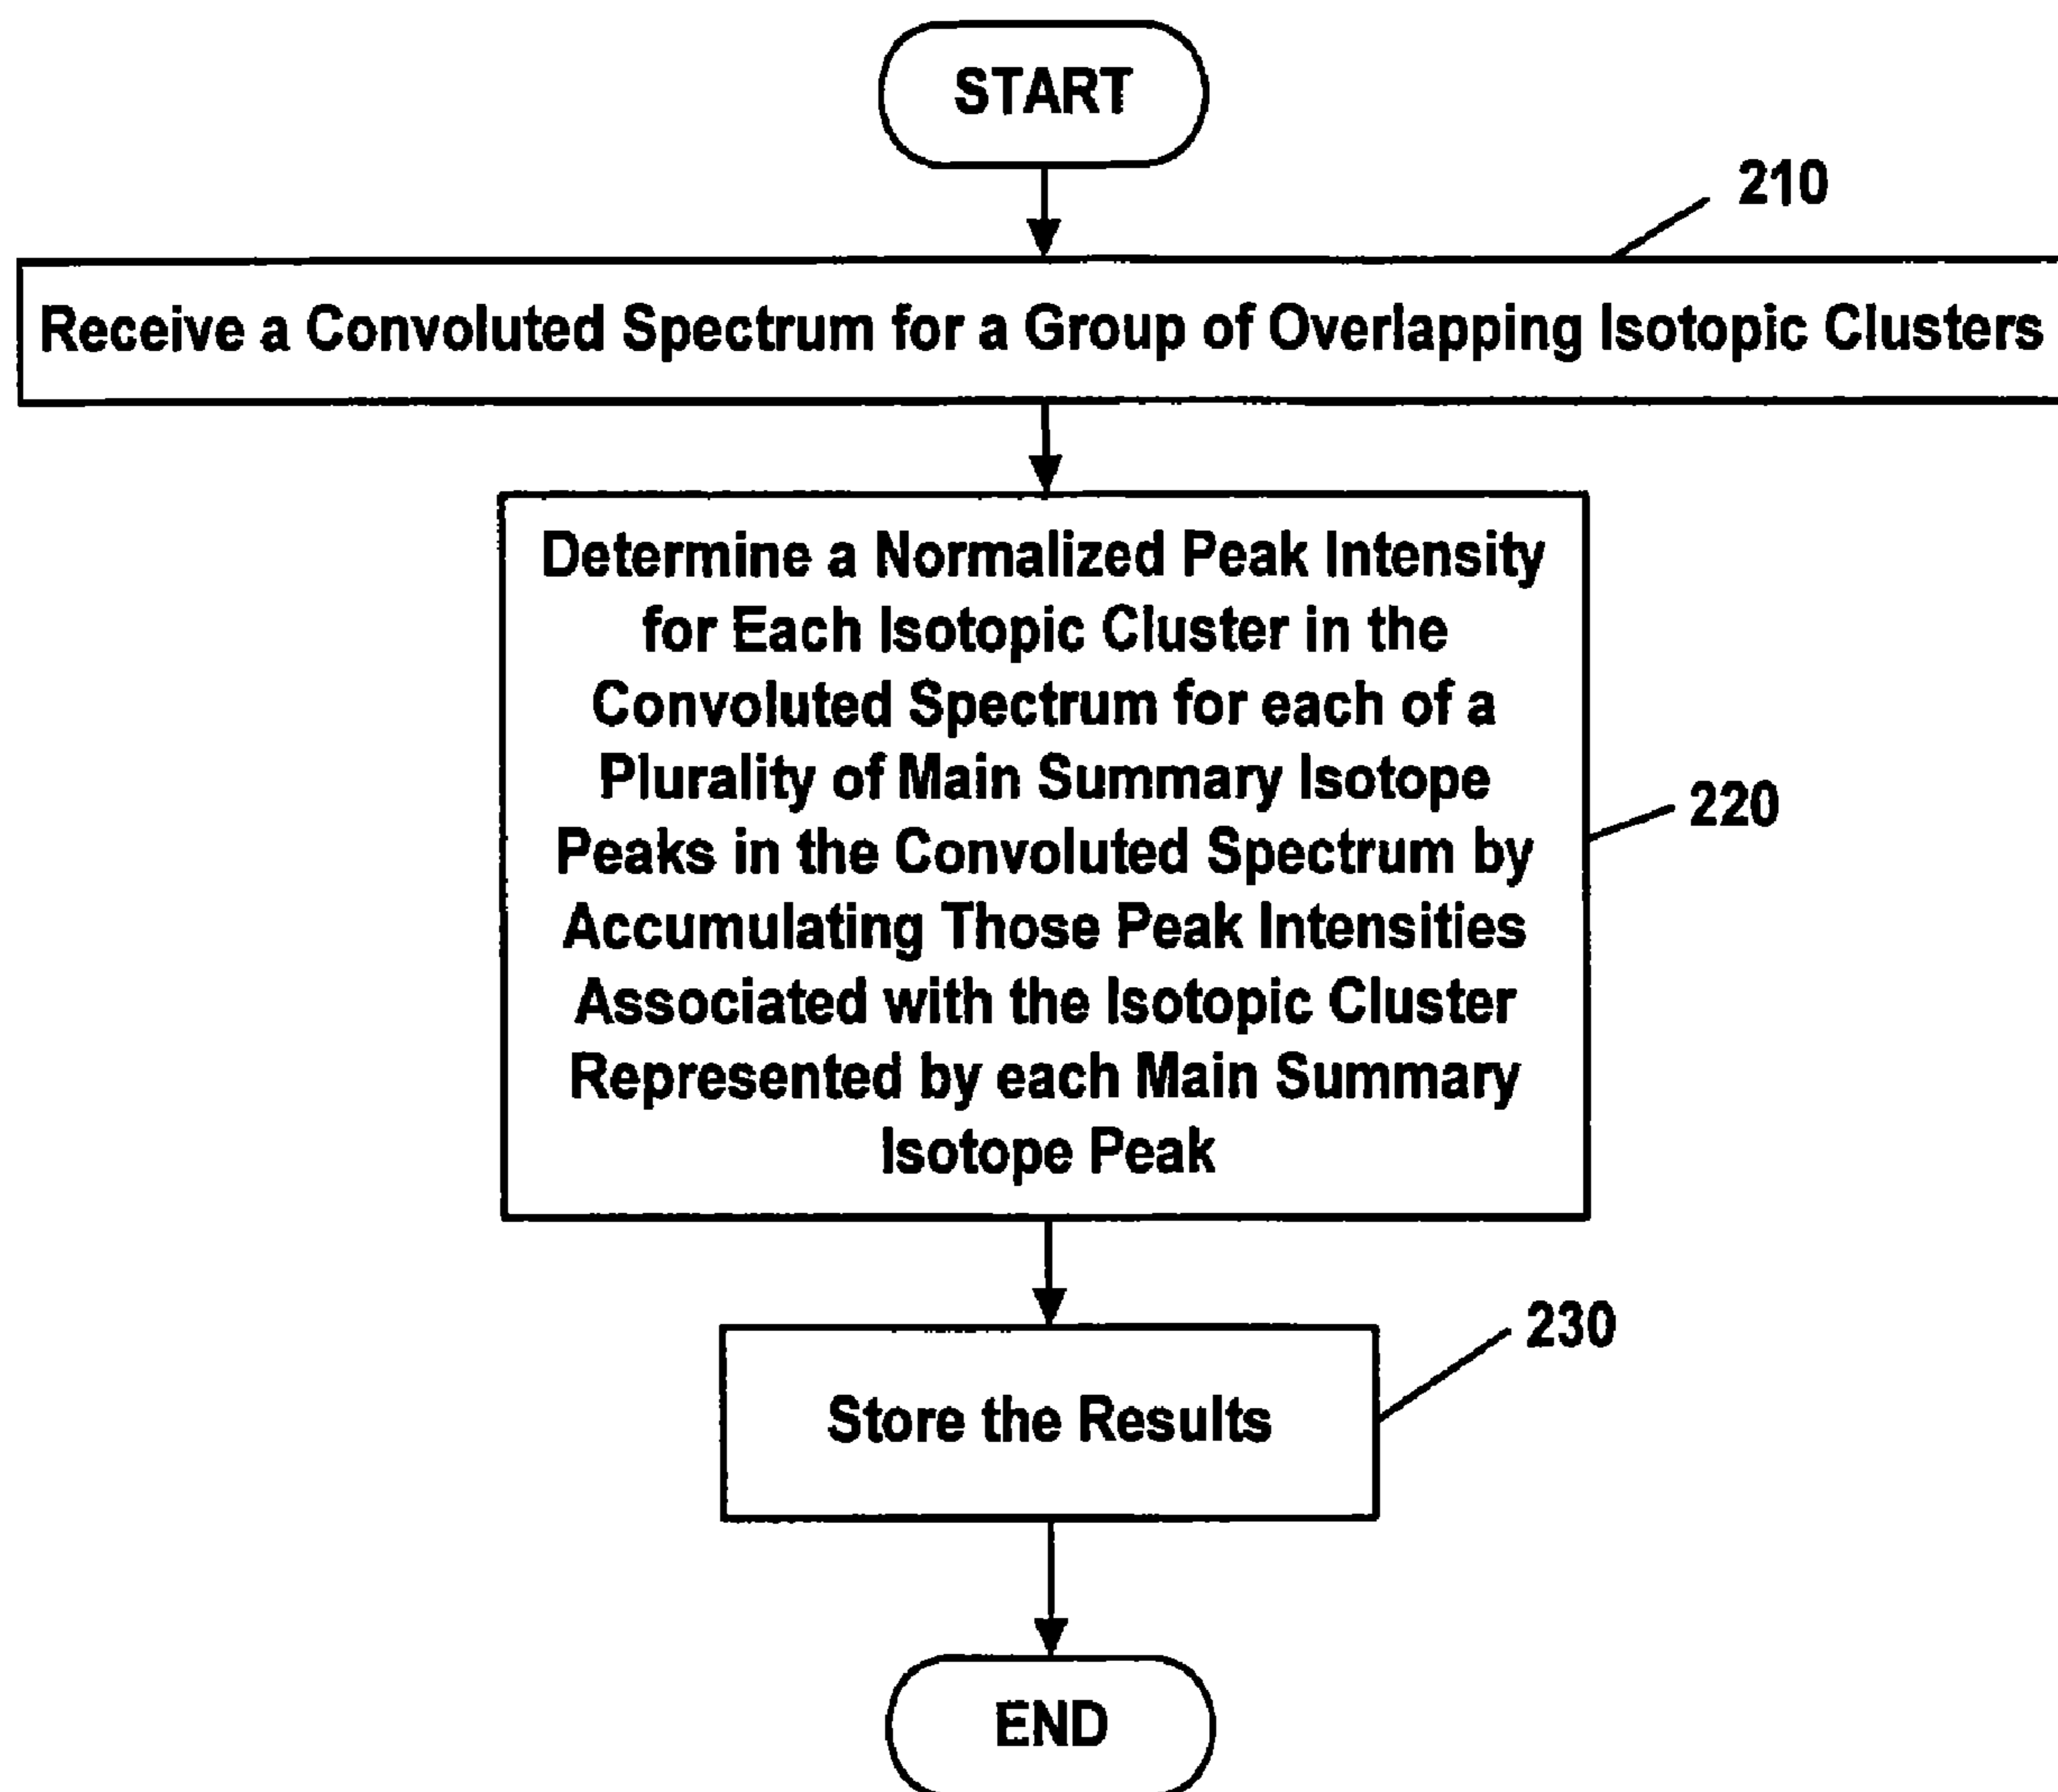 START
210
Receive a Convoluted Spectrum for a Group of Overlapping Isotopic Clusters
Determine a Normalized Peak Intensity
for Each Isotopic Cluster in the
Convoluted Spectrum for each of a
Plurality of Main Summary Isotope
Peaks in the Convoluted Spectrum by
Accumulating Those Peak Intensities
Associated with the Isotopic Cluster
Represented by each Main Summary
Isotope Peak
220
230
Store the Results
END